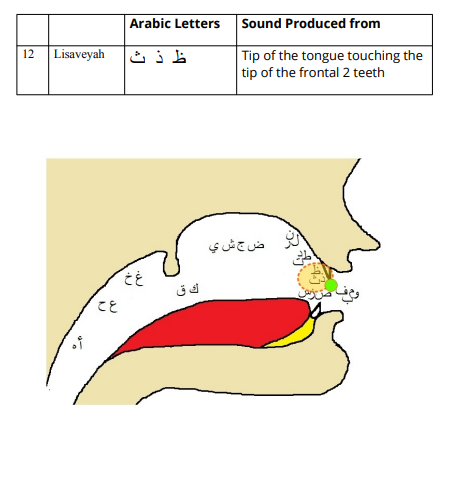 Arabic Letters Sound Produced from
12 Lisaveyah ظ ذ ث Tip of the tongue touching the
tip of the frontal 2 teeth
ض ج ش ي
غ خ
ك ق
ع ح
أ ه